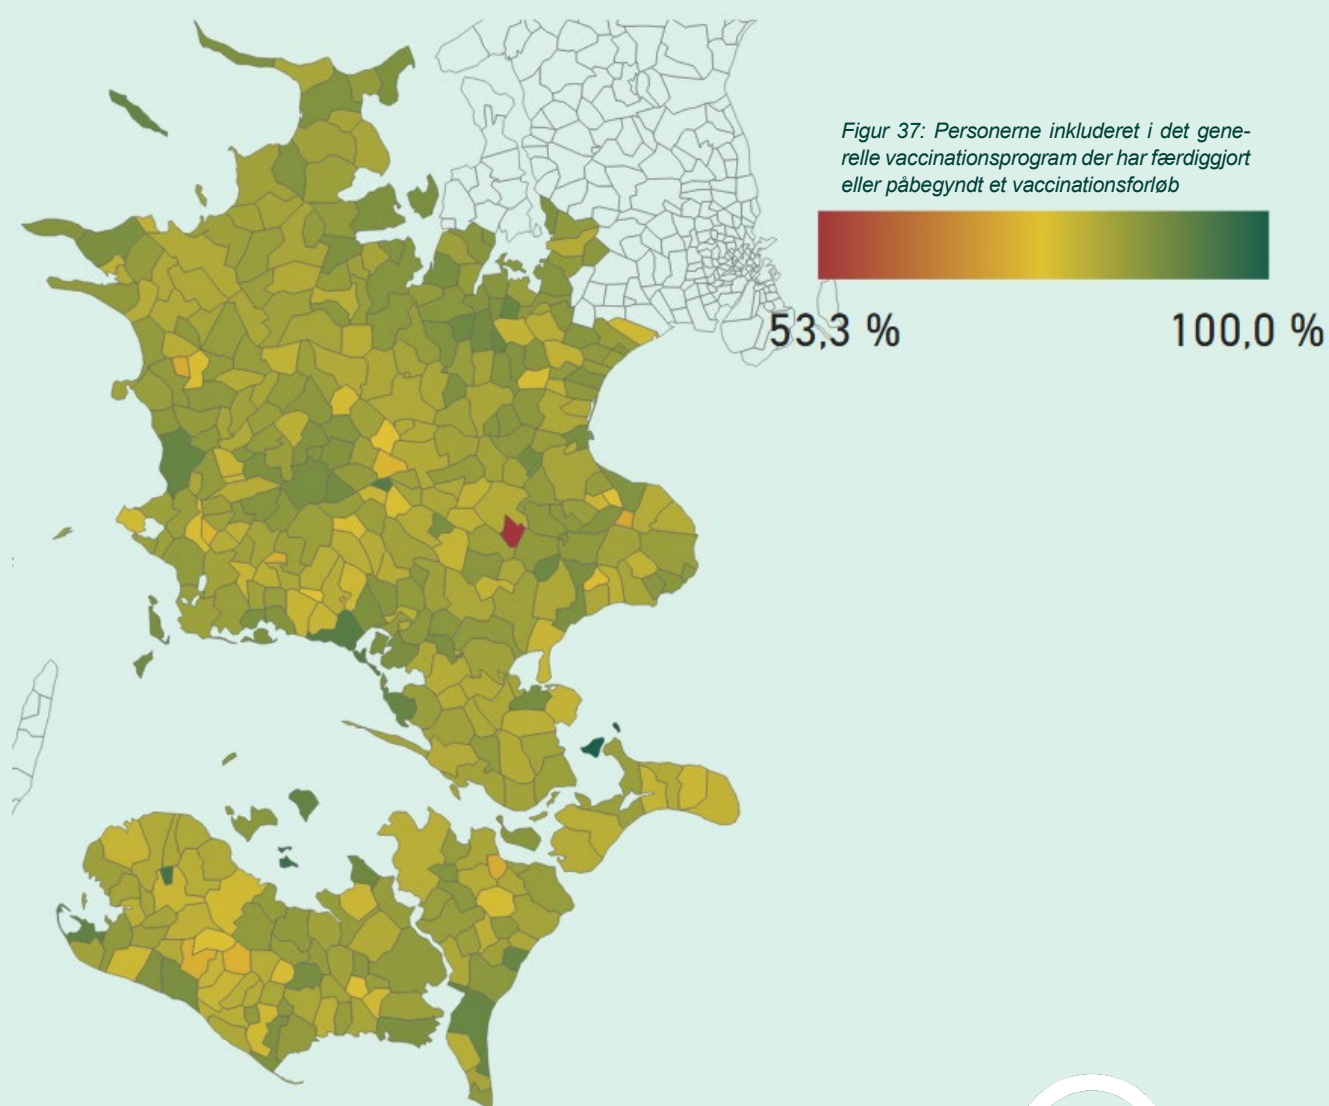 Figur 37: Personerne inkluderet i det gene-
relle vaccinationsprogram der har færdiggjort
eller påbegyndt et vaccinationsforløb
53,3 %
100,0 %